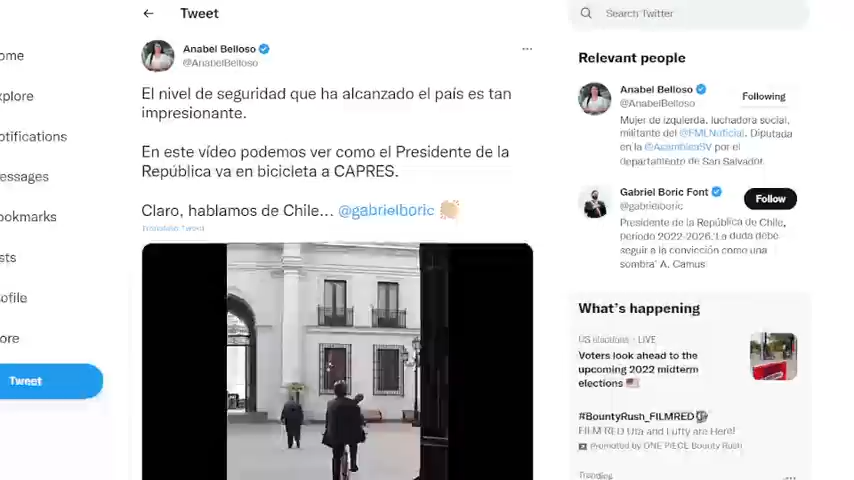 Tweet
Search Twitter
Anabel Belloso
@AnabelBelloso
El nivel de seguridad que ha alcanzado el país es tan
impresionante.
En este vídeo podemos ver como el Presidente de la
República va en bicicleta a CAPRES.
Claro, hablamos de Chile... @gabrielboric
ome
xplore
otifications
essages
ookmarks
sts
ofile
ore
Tweet
Relevant people
Anabel Belloso
@AnabelBelloso
Following
Mujer de izquierda, luchadora social,
militante del @FMLNoficial. Diputada
en la @AsambleaSV por el
departamento de San Salvador.
Gabriel Boric Font
@gabrielboric
Follow
Presidente de la República de Chile,
periodo 2022-2026. 'La duda debe
seguir a la convicción como una
sombra' A. Camus
What's happening
US elections · LIVE
Voters look ahead to the
upcoming 2022 midterm
elections
#BountyRush_FILMRED
FILM RED Uta and Luffy are Here!
Promoted by ONE PIECE Bounty Rush
Trending